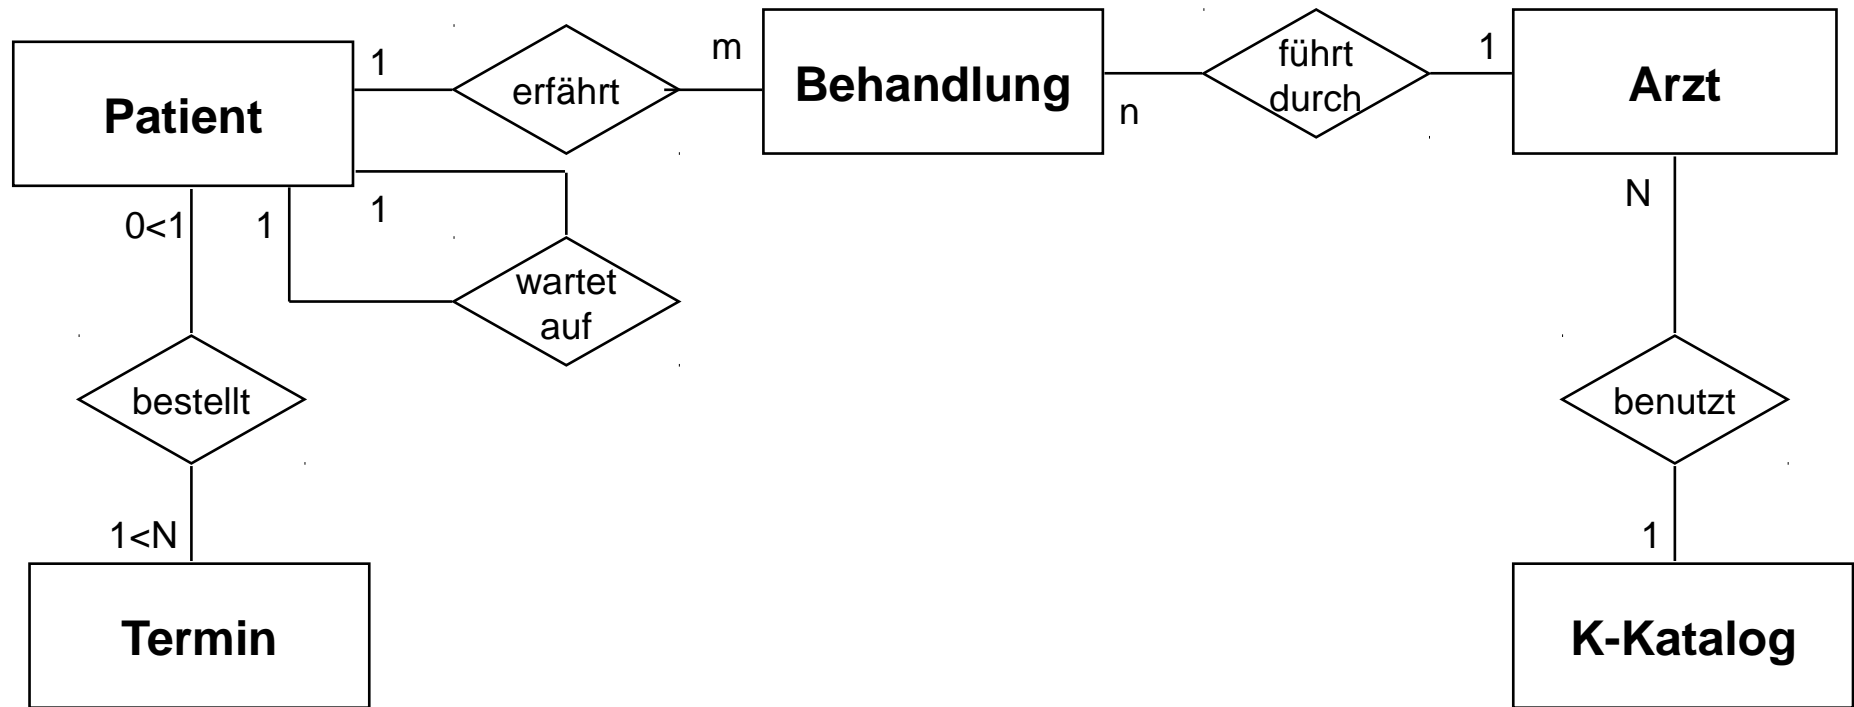 Patient
1
erfährt
m
Behandlung
n
führt
durch
1
Arzt
1
wartet
auf
1
0<1
bestellt
1<N
Termin
N
benutzt
1
K-Katalog